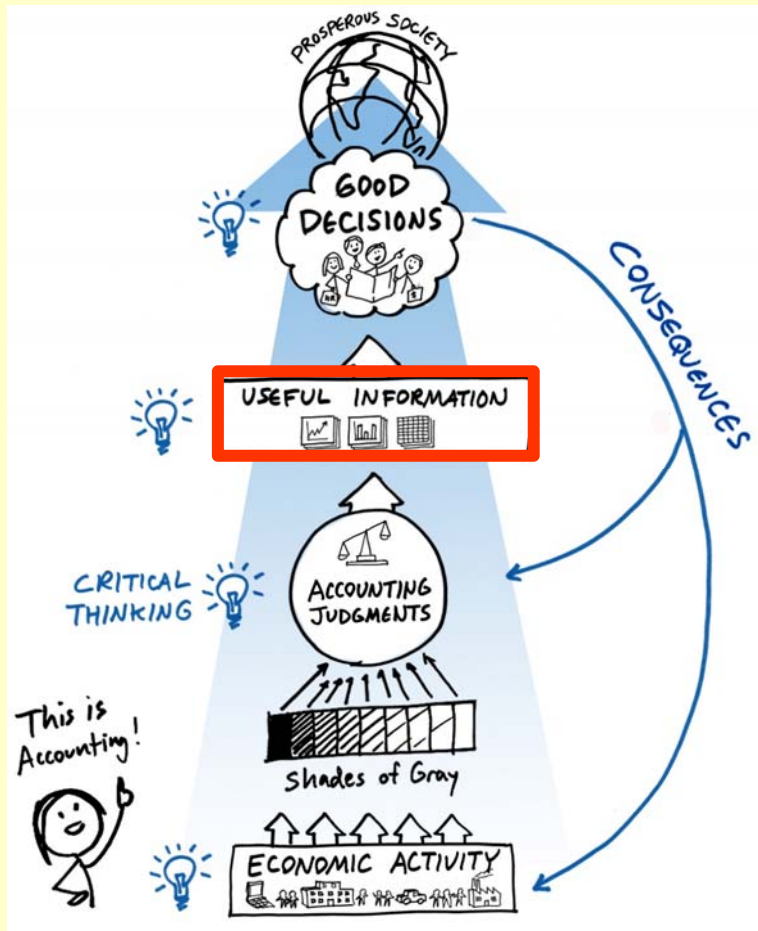 PROSPEROUS SOCIETY
GOOD
DECISIONS
CONSEQUENCES
USEFUL INFORMATION
CRITICAL
THINKING
ACCOUNTING
JUDGMENTS
This is
Accounting!
Shades of Gray
ECONOMIC ACTIVITY